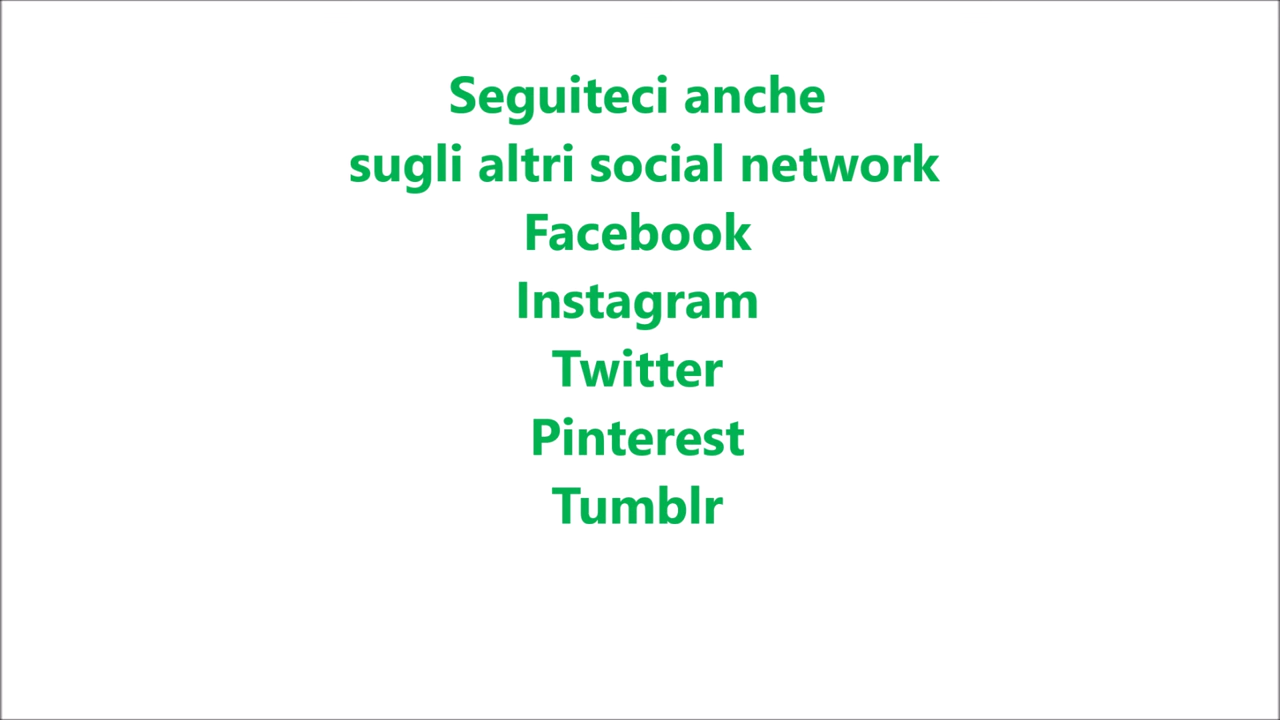 Seguiteci anche
sugli altri social network
Facebook
Instagram
Twitter
Pinterest
Tumblr